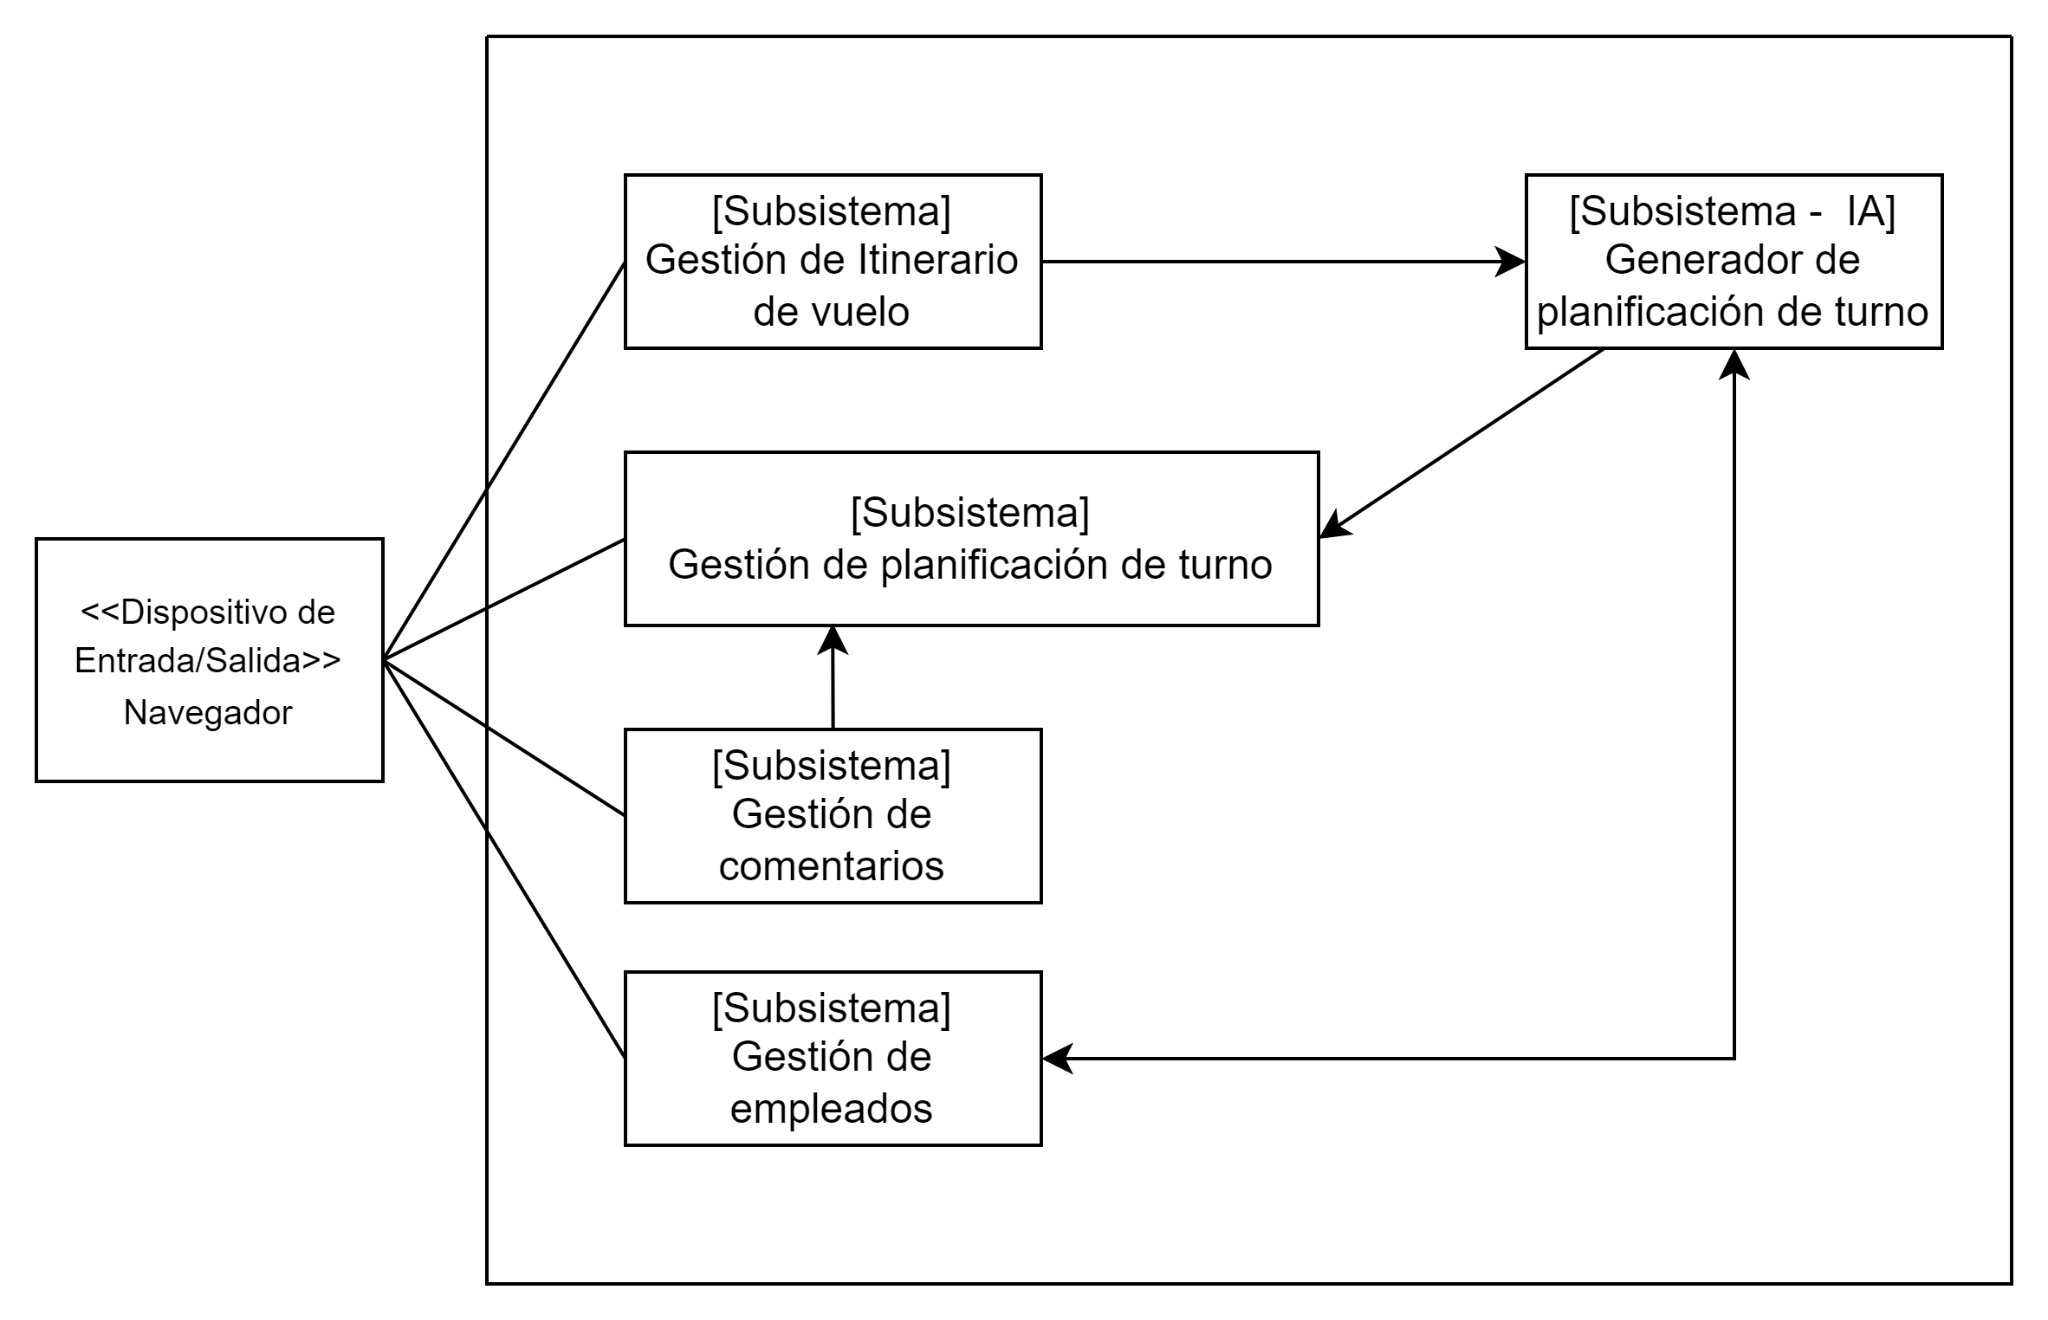 [Subsistema]
Gestión de Itinerario
de vuelo
[Subsistema -  IA]
Generador de
planificación de turno
[Subsistema]
Gestión de planificación de turno
<<Dispositivo de
Entrada/Salida>>
Navegador
[Subsistema]
Gestión de
comentarios
[Subsistema]
Gestión de
empleados